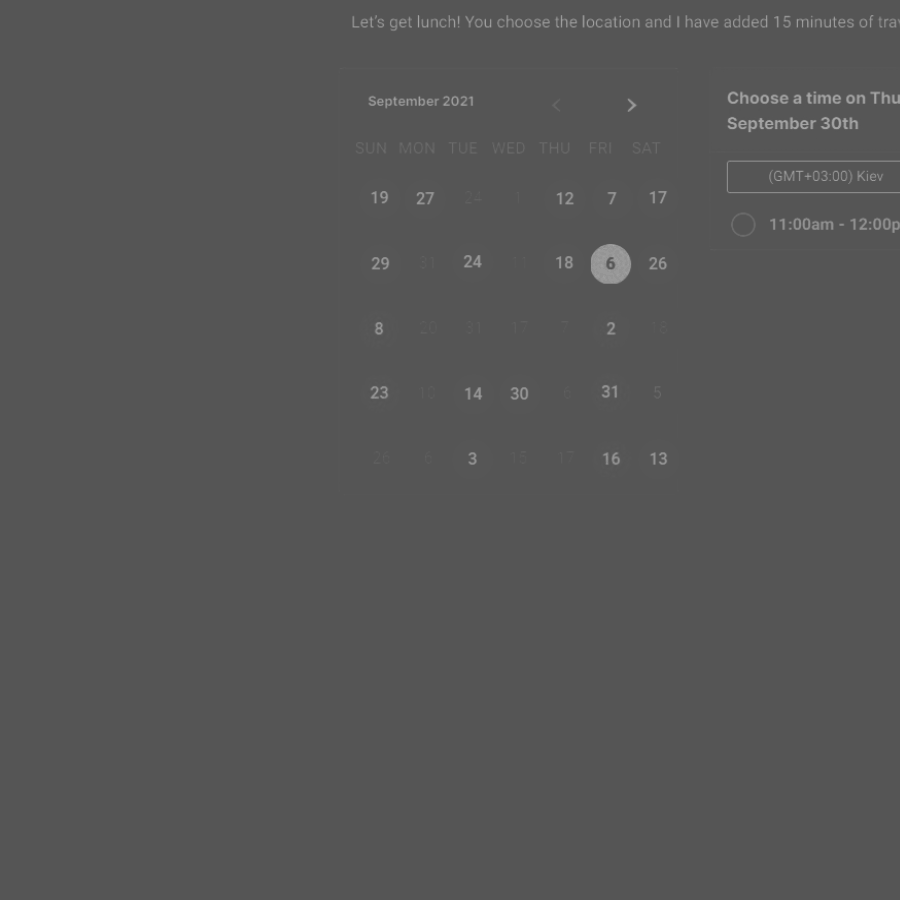 Let's get lunch! You choose the location and I have added 15 minutes of
September 2021
SUN MON TUE WED THU FRI SAT
19 27 24 1 12 7 17
29 31 24 11 18 6 26
8 20 31 17 7 2
23 10 14 30 6 31 5
26 6 3 15 17 16 13
Choose a time on Thu
September 30th
(GMT+03:00) Kiev
11:00am - 12:00p